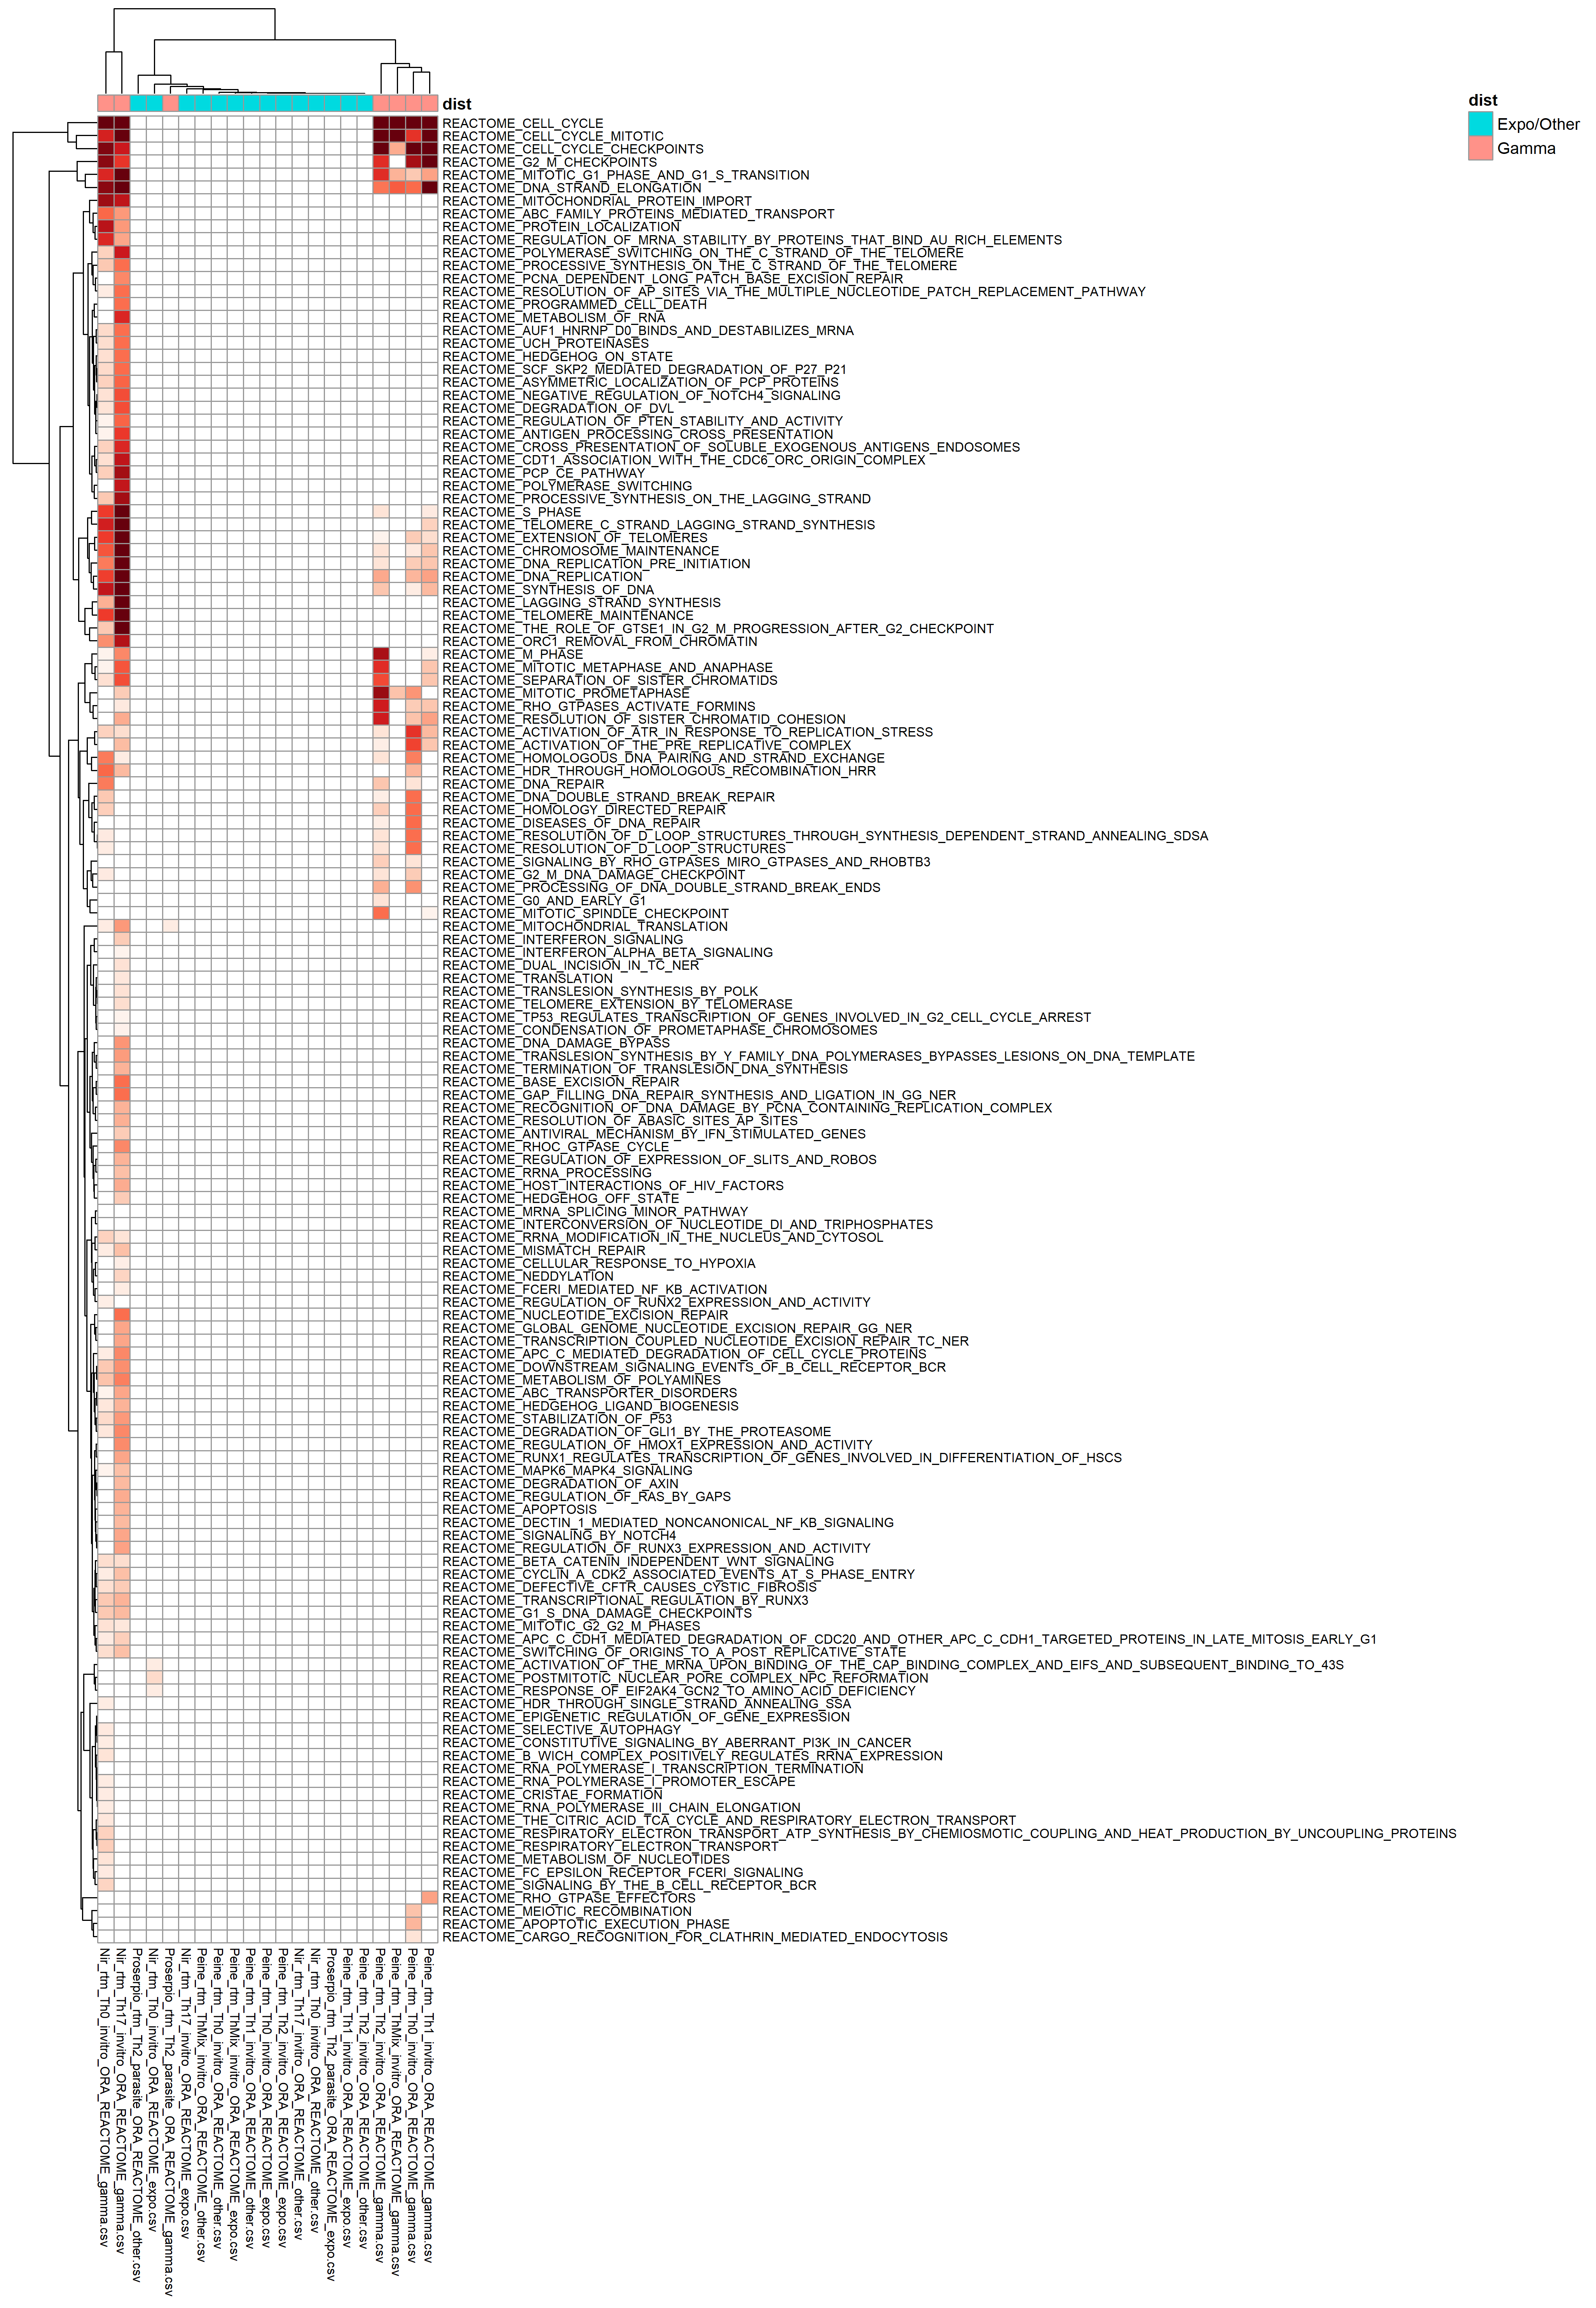 dist
REACTOME_CELL_CYCLE
REACTOME_CELL_CYCLE_MITOTIC
REACTOME_CELL_CYCLE_CHECKPOINTS
REACTOME_G2_M_CHECKPOINTS
REACTOME_MITOTIC_G1_PHASE_AND_G1_S_TRANSITION
REACTOME_DNA_STRAND_ELONGATION
REACTOME_MITOCHONDRIAL_PROTEIN_IMPORT
REACTOME_ABC_FAMILY_PROTEINS_MEDIATED_TRANSPORT
REACTOME_PROTEIN_LOCALIZATION
REACTOME_REGULATION_OF_MRNA_STABILITY_BY_PROTEINS_THAT_BIND_AU_RICH_ELEMENTS
REACTOME_POLYMERASE_SWITCHING_ON_THE_C_STRAND_OF_THE_TELOMERE
REACTOME_PROCESSIVE_SYNTHESIS_ON_THE_C_STRAND_OF_THE_TELOMERE
REACTOME_PCNA_DEPENDENT_LONG_PATCH_BASE_EXCISION_REPAIR
REACTOME_RESOLUTION_OF_AP_SITES_VIA_THE_MULTIPLE_NUCLEOTIDE_PATCH_REPLACEMENT_PATHWAY
REACTOME_PROGRAMMED_CELL_DEATH
REACTOME_METABOLISM_OF_RNA
REACTOME_AUF1_HNRNP_D0_BINDS_AND_DESTABILIZES_MRNA
REACTOME_UCH_PROTEINASES
REACTOME_HEDGEHOG_ON_STATE
REACTOME_SCF_SKP2_MEDIATED_DEGRADATION_OF_P27_P21
REACTOME_ASYMMETRIC_LOCALIZATION_OF_PCP_PROTEINS
REACTOME_NEGATIVE_REGULATION_OF_NOTCH4_SIGNALING
REACTOME_DEGRADATION_OF_DVL
REACTOME_REGULATION_OF_PTEN_STABILITY_AND_ACTIVITY
REACTOME_ANTIGEN_PROCESSING_CROSS_PRESENTATION
REACTOME_CROSS_PRESENTATION_OF_SOLUBLE_EXOGENOUS_ANTIGENS_ENDOSOMES
REACTOME_CDT1_ASSOCIATION_WITH_THE_CDC6_ORC_ORIGIN_COMPLEX
REACTOME_PCP_CE_PATHWAY
REACTOME_POLYMERASE_SWITCHING
REACTOME_PROCESSIVE_SYNTHESIS_ON_THE_LAGGING_STRAND
REACTOME_S_PHASE
REACTOME_TELOMERE_C_STRAND_LAGGING_STRAND_SYNTHESIS
REACTOME_EXTENSION_OF_TELOMERES
REACTOME_CHROMOSOME_MAINTENANCE
REACTOME_DNA_REPLICATION_PRE_INITIATION
REACTOME_DNA_REPLICATION
REACTOME_SYNTHESIS_OF_DNA
REACTOME_LAGGING_STRAND_SYNTHESIS
REACTOME_TELOMERE_MAINTENANCE
REACTOME_THE_ROLE_OF_GTSE1_IN_G2_M_PROGRESSION_AFTER_G2_CHECKPOINT
REACTOME_ORC1_REMOVAL_FROM_CHROMATIN
REACTOME_M_PHASE
REACTOME_MITOTIC_METAPHASE_AND_ANAPHASE
REACTOME_SEPARATION_OF_SISTER_CHROMATIDS
REACTOME_MITOTIC_PROMETAPHASE
REACTOME_RHO_GTPASES_ACTIVATE_FORMINS
REACTOME_RESOLUTION_OF_SISTER_CHROMATID_COHESION
REACTOME_ACTIVATION_OF_ATR_IN_RESPONSE_TO_REPLICATION_STRESS
REACTOME_ACTIVATION_OF_THE_PRE_REPLICATIVE_COMPLEX
REACTOME_HOMOLOGOUS_DNA_PAIRING_AND_STRAND_EXCHANGE
REACTOME_HDR_THROUGH_HOMOLOGOUS_RECOMBINATION_HRR
REACTOME_DNA_REPAIR
REACTOME_DNA_DOUBLE_STRAND_BREAK_REPAIR
REACTOME_HOMOLOGY_DIRECTED_REPAIR
REACTOME_DISEASES_OF_DNA_REPAIR
REACTOME_RESOLUTION_OF_D_LOOP_STRUCTURES_THROUGH_SYNTHESIS_DEPENDENT_STRAND_ANNEALING_SDSA
REACTOME_RESOLUTION_OF_D_LOOP_STRUCTURES
REACTOME_SIGNALING_BY_RHO_GTPASES_MIRO_GTPASES_AND_RHOBTB3
REACTOME_G2_M_DNA_DAMAGE_CHECKPOINT
REACTOME_PROCESSING_OF_DNA_DOUBLE_STRAND_BREAK_ENDS
REACTOME_G0_AND_EARLY_G1
REACTOME_MITOTIC_SPINDLE_CHECKPOINT
REACTOME_MITOCHONDRIAL_TRANSLATION
REACTOME_INTERFERON_SIGNALING
REACTOME_INTERFERON_ALPHA_BETA_SIGNALING
REACTOME_DUAL_INCISION_IN_TC_NER
REACTOME_TRANSLATION
REACTOME_TRANSLESION_SYNTHESIS_BY_POLK
REACTOME_TELOMERE_EXTENSION_BY_TELOMERASE
REACTOME_TP53_REGULATES_TRANSCRIPTION_OF_GENES_INVOLVED_IN_G2_CELL_CYCLE_ARREST
REACTOME_CONDENSATION_OF_PROMETAPHASE_CHROMOSOMES
REACTOME_DNA_DAMAGE_BYPASS
REACTOME_TRANSLESION_SYNTHESIS_BY_Y_FAMILY_DNA_POLYMERASES_BYPASSES_LESIONS_ON_DNA_TEMPLATE
REACTOME_TERMINATION_OF_TRANSLESION_DNA_SYNTHESIS
REACTOME_BASE_EXCISION_REPAIR
REACTOME_GAP_FILLING_DNA_REPAIR_SYNTHESIS_AND_LIGATION_IN_GG_NER
REACTOME_RECOGNITION_OF_DNA_DAMAGE_BY_PCNA_CONTAINING_REPLICATION_COMPLEX
REACTOME_RESOLUTION_OF_ABASIC_SITES_AP_SITES
REACTOME_ANTIVIRAL_MECHANISM_BY_IFN_STIMULATED_GENES
REACTOME_RHOC_GTPASE_CYCLE
REACTOME_REGULATION_OF_EXPRESSION_OF_SLITS_AND_ROBOS
REACTOME_RRNA_PROCESSING
REACTOME_HOST_INTERACTIONS_OF_HIV_FACTORS
REACTOME_HEDGEHOG_OFF_STATE
REACTOME_MRNA_SPLICING_MINOR_PATHWAY
REACTOME_INTERCONVERSION_OF_NUCLEOTIDE_DI_AND_TRIPHOSPHATES
REACTOME_RRNA_MODIFICATION_IN_THE_NUCLEUS_AND_CYTOSOL
REACTOME_MISMATCH_REPAIR
REACTOME_CELLULAR_RESPONSE_TO_HYPOXIA
REACTOME_NEDDYLATION
REACTOME_FCERI_MEDIATED_NF_KB_ACTIVATION
REACTOME_REGULATION_OF_RUNX2_EXPRESSION_AND_ACTIVITY
REACTOME_NUCLEOTIDE_EXCISION_REPAIR
REACTOME_GLOBAL_GENOME_NUCLEOTIDE_EXCISION_REPAIR_GG_NER
REACTOME_TRANSCRIPTION_COUPLED_NUCLEOTIDE_EXCISION_REPAIR_TC_NER
REACTOME_APC_C_MEDIATED_DEGRADATION_OF_CELL_CYCLE_PROTEINS
REACTOME_DOWNSTREAM_SIGNALING_EVENTS_OF_B_CELL_RECEPTOR_BCR
REACTOME_METABOLISM_OF_POLYAMINES
REACTOME_ABC_TRANSPORTER_DISORDERS
REACTOME_HEDGEHOG_LIGAND_BIOGENESIS
REACTOME_STABILIZATION_OF_P53
REACTOME_DEGRADATION_OF_GLI1_BY_THE_PROTEASOME
REACTOME_REGULATION_OF_HMOX1_EXPRESSION_AND_ACTIVITY
REACTOME_RUNX1_REGULATES_TRANSCRIPTION_OF_GENES_INVOLVED_IN_DIFFERENTIATION_OF_HSCS
REACTOME_MAPK6_MAPK4_SIGNALING
REACTOME_DEGRADATION_OF_AXIN
REACTOME_REGULATION_OF_RAS_BY_GAPS
REACTOME_APOPTOSIS
REACTOME_DECTIN_1_MEDIATED_NONCANONICAL_NF_KB_SIGNALING
REACTOME_SIGNALING_BY_NOTCH4
REACTOME_REGULATION_OF_RUNX3_EXPRESSION_AND_ACTIVITY
REACTOME_BETA_CATENIN_INDEPENDENT_WNT_SIGNALING
REACTOME_CYCLIN_A_CDK2_ASSOCIATED_EVENTS_AT_S_PHASE_ENTRY
REACTOME_DEFECTIVE_CFTR_CAUSES_CYSTIC_FIBROSIS
REACTOME_TRANSCRIPTIONAL_REGULATION_BY_RUNX3
REACTOME_G1_S_DNA_DAMAGE_CHECKPOINTS
REACTOME_MITOTIC_G2_G2_M_PHASES
REACTOME_APC_C_CDH1_MEDIATED_DEGRADATION_OF_CDC20_AND_OTHER_APC_C_CDH1_TARGETED_PROTEINS_IN_LATE_MITOSIS_EARLY_G1
REACTOME_SWITCHING_OF_ORIGINS_TO_A_POST_REPLICATIVE_STATE
REACTOME_ACTIVATION_OF_THE_MRNA_UPON_BINDING_OF_THE_CAP_BINDING_COMPLEX_AND_EIFS_AND_SUBSEQUENT_BINDING_TO_43S
REACTOME_POSTMITOTIC_NUCLEAR_PORE_COMPLEX_NPC_REFORMATION
REACTOME_RESPONSE_OF_EIF2AK4_GCN2_TO_AMINO_ACID_DEFICIENCY
REACTOME_HDR_THROUGH_SINGLE_STRAND_ANNEALING_SSA
REACTOME_EPIGENETIC_REGULATION_OF_GENE_EXPRESSION
REACTOME_SELECTIVE_AUTOPHAGY
REACTOME_CONSTITUTIVE_SIGNALING_BY_ABERRANT_PI3K_IN_CANCER
REACTOME_B_WICH_COMPLEX_POSITIVELY_REGULATES_RRNA_EXPRESSION
REACTOME_RNA_POLYMERASE_I_TRANSCRIPTION_TERMINATION
REACTOME_RNA_POLYMERASE_I_PROMOTER_ESCAPE
REACTOME_CRISTAE_FORMATION
REACTOME_RNA_POLYMERASE_III_CHAIN_ELONGATION
REACTOME_THE_CITRIC_ACID_TCA_CYCLE_AND_RESPIRATORY_ELECTRON_TRANSPORT
REACTOME_RESPIRATORY_ELECTRON_TRANSPORT_ATP_SYNTHESIS_BY_CHEMIOSMOTIC_COUPLING_AND_HEAT_PRODUCTION_BY_UNCOUPLING_PROTEINS
REACTOME_RESPIRATORY_ELECTRON_TRANSPORT
REACTOME_METABOLISM_OF_NUCLEOTIDES
REACTOME_FC_EPSILON_RECEPTOR_FCERI_SIGNALING
REACTOME_SIGNALING_BY_THE_B_CELL_RECEPTOR_BCR
REACTOME_RHO_GTPASE_EFFECTORS
REACTOME_MEIOTIC_RECOMBINATION
REACTOME_APOPTOTIC_EXECUTION_PHASE
REACTOME_CARGO_RECOGNITION_FOR_CLATHRIN_MEDIATED_ENDOCYTOSIS
Nir_rtm_Th0_invitro_ORA_REACTOME_gamma.csv
Nir_rtm_Th17_invitro_ORA_REACTOME_gamma.csv
Proserpio_rtm_Th2_parasite_ORA_REACTOME_other.csv
Nir_rtm_Th0_invitro_ORA_REACTOME_expo.csv
Proserpio_rtm_Th2_parasite_ORA_REACTOME_gamma.csv
Nir_rtm_Th17_invitro_ORA_REACTOME_expo.csv
Peine_rtm_ThMix_invitro_ORA_REACTOME_other.csv
Peine_rtm_Th0_invitro_ORA_REACTOME_other.csv
Peine_rtm_ThMix_invitro_ORA_REACTOME_expo.csv
Peine_rtm_Th1_invitro_ORA_REACTOME_other.csv
Peine_rtm_Th0_invitro_ORA_REACTOME_expo.csv
Peine_rtm_Th2_invitro_ORA_REACTOME_expo.csv
Nir_rtm_Th17_invitro_ORA_REACTOME_other.csv
Nir_rtm_Th0_invitro_ORA_REACTOME_other.csv
Proserpio_rtm_Th2_parasite_ORA_REACTOME_expo.csv
Peine_rtm_Th1_invitro_ORA_REACTOME_expo.csv
Peine_rtm_Th2_invitro_ORA_REACTOME_other.csv
Peine_rtm_Th2_invitro_ORA_REACTOME_gamma.csv
Peine_rtm_ThMix_invitro_ORA_REACTOME_gamma.csv
Peine_rtm_Th0_invitro_ORA_REACTOME_gamma.csv
Peine_rtm_Th1_invitro_ORA_REACTOME_gamma.csv
dist
Expo/Other
Gamma